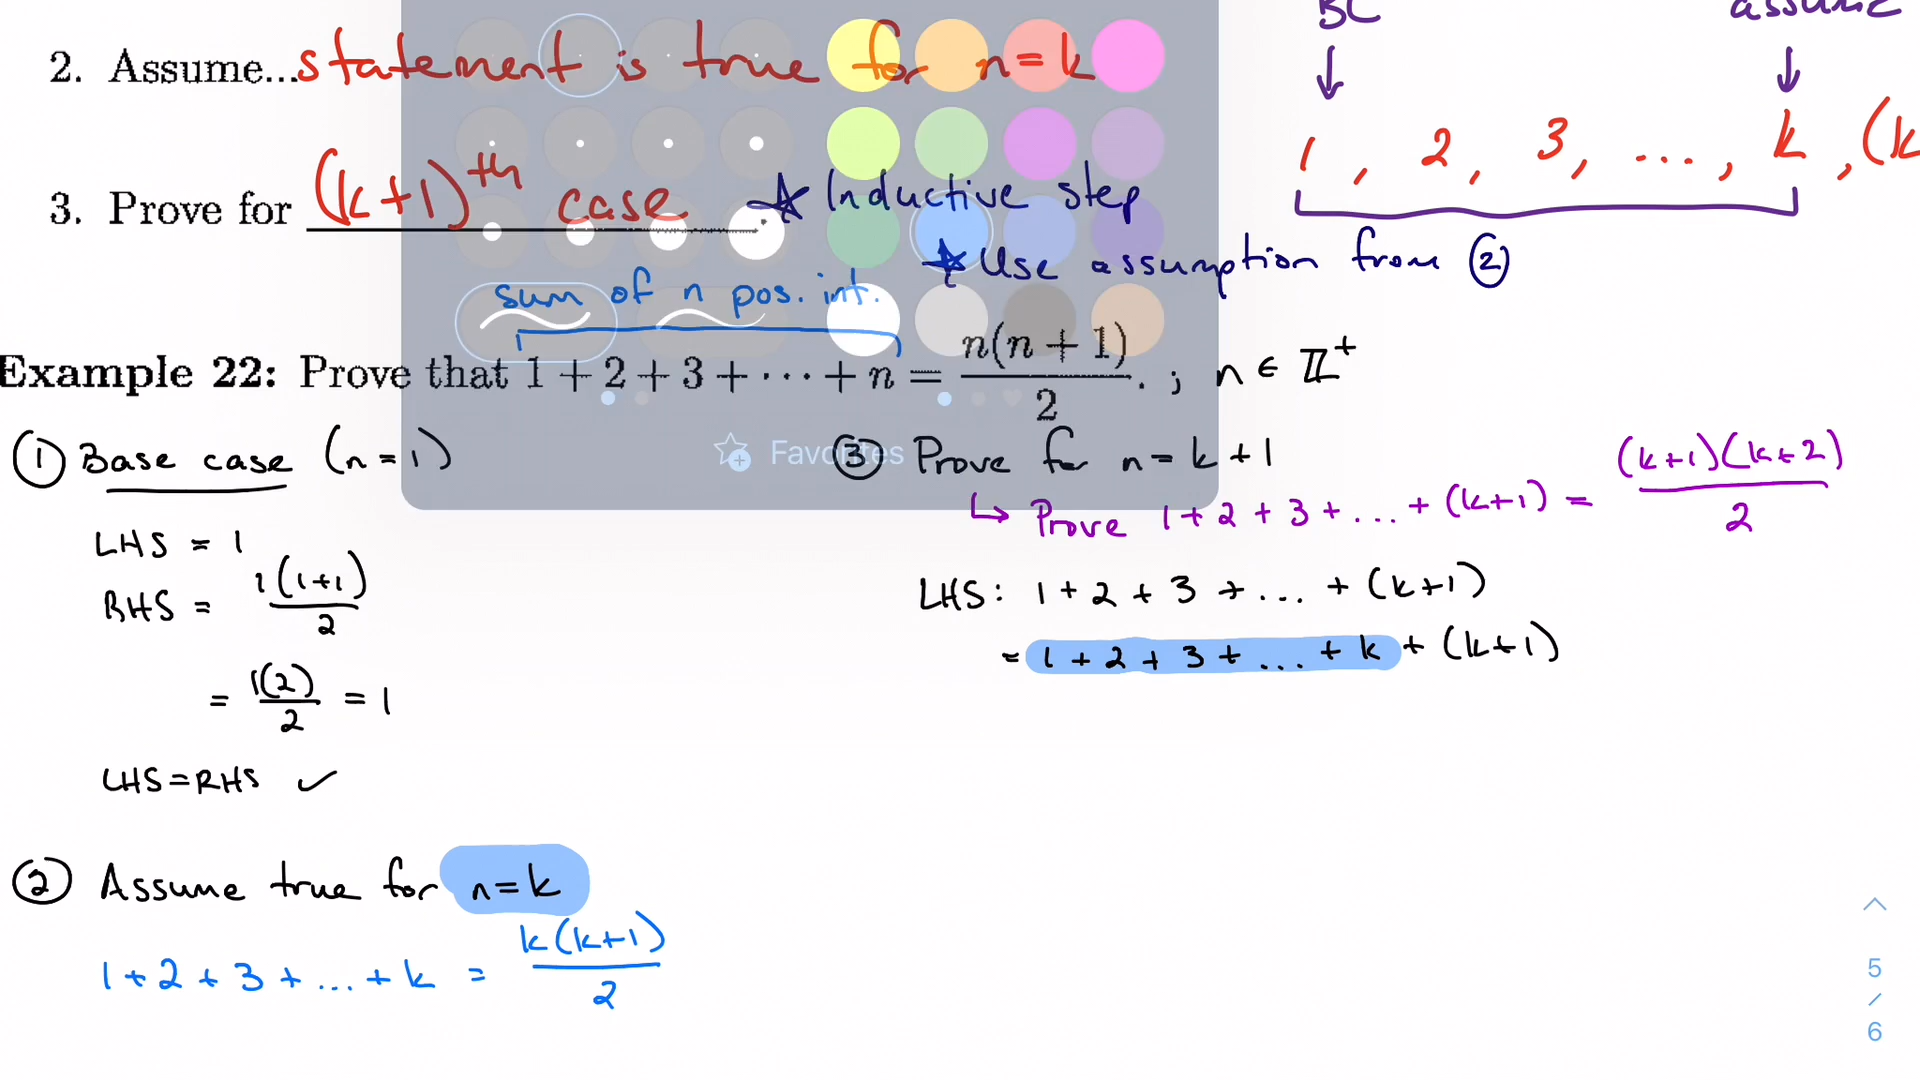 BC
assume
2. Assume...statement is true for n=k
1, 2, 3, ..., k, (k
3. Prove for (k+1)th case ☆ Inductive step
☆ Use assumption from ②
sum of n pos. int.
Example 22: Prove that 1 + 2 + 3 + ··· + n = n(n + 1)/2. ; n ∈ ℤ⁺
Favorites
① Base case (n=1)
LHS = 1
RHS = 1(1+1)/2
= 1(2)/2 = 1
LHS=RHS ✓
② Assume true for n=k
1+2+3+...+k = k(k+1)/2
③ Prove for n=k+1
↳ Prove 1+2+3+...+(k+1) = (k+1)(k+2)/2
LHS: 1+2+3+...+(k+1)
= 1+2+3+...+k+(k+1)
5
/
6